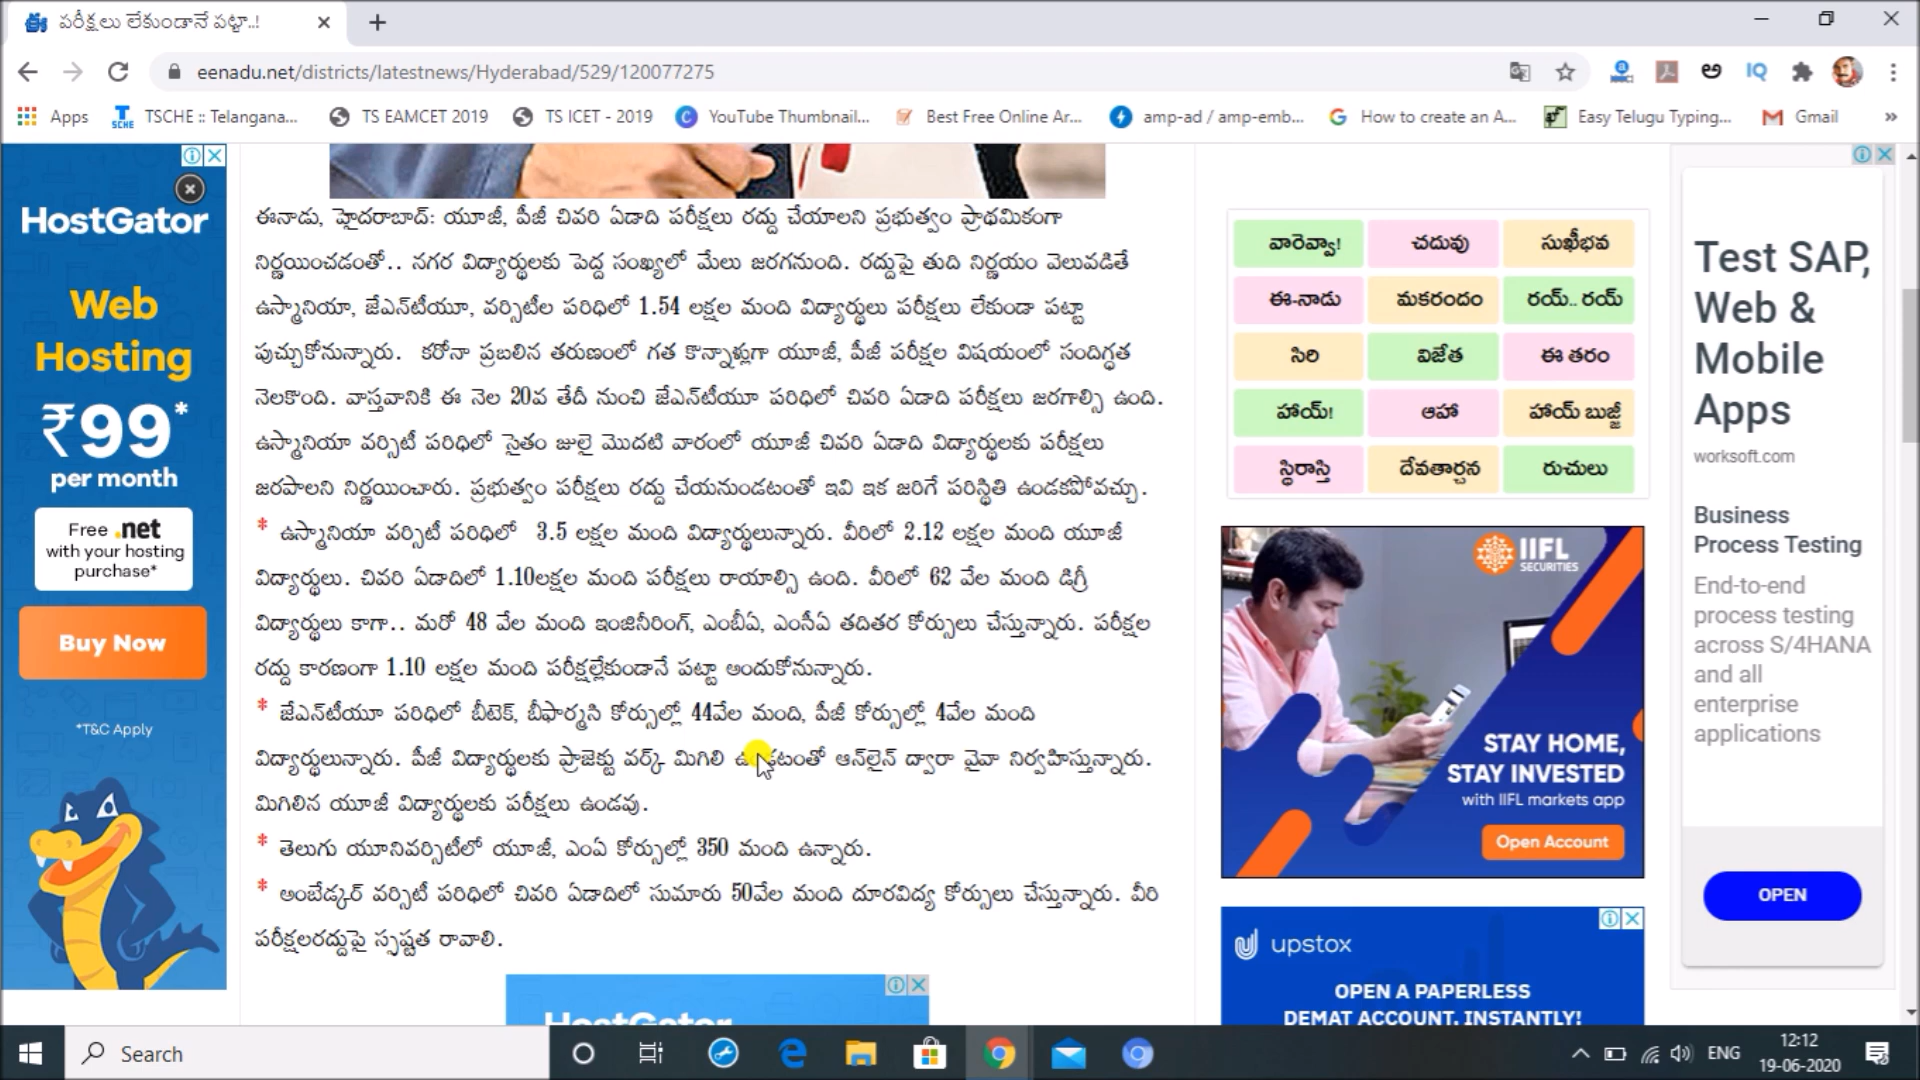 పరీక్షలు లేకుండానే పట్టా..!
eenadu.net/districts/latestnews/Hyderabad/529/120077275
Apps
TSCHE :: Telangana...
TS EAMCET 2019
TS ICET - 2019
YouTube Thumbnail...
Best Free Online Ar...
amp-ad / amp-emb...
How to create an A...
Easy Telugu Typing...
Gmail
HostGator
Web
Hosting
₹99*
per month
Free .net
with your hosting
purchase*
Buy Now
*T&C Apply
ఈనాడు, హైదరాబాద్: యూజీ, పీజీ చివరి ఏడాది పరీక్షలు రద్దు చేయాలని ప్రభుత్వం ప్రాథమికంగా
నిర్ణయించడంతో.. నగర విద్యార్థులకు పెద్ద సంఖ్యలో మేలు జరగనుంది. రద్దుపై తుది నిర్ణయం వెలువడితే
ఉస్మానియా, జేఎన్‌టీయూ, వర్సిటీల పరిధిలో 1.54 లక్షల మంది విద్యార్థులు పరీక్షలు లేకుండా పట్టా
పుచ్చుకోనున్నారు. కరోనా ప్రబలిన తరుణంలో గత కొన్నాళ్లుగా యూజీ, పీజీ పరీక్షల విషయంలో సందిగ్ధత
నెలకొంది. వాస్తవానికి ఈ నెల 20వ తేదీ నుంచి జేఎన్‌టీయూ పరిధిలో చివరి ఏడాది పరీక్షలు జరగాల్సి ఉంది.
ఉస్మానియా వర్సిటీ పరిధిలో సైతం జులై మొదటి వారంలో యూజీ చివరి ఏడాది విద్యార్థులకు పరీక్షలు
జరపాలని నిర్ణయించారు. ప్రభుత్వం పరీక్షలు రద్దు చేయనుండటంతో ఇవి ఇక జరిగే పరిస్థితి ఉండకపోవచ్చు.
* ఉస్మానియా వర్సిటీ పరిధిలో 3.5 లక్షల మంది విద్యార్థులున్నారు. వీరిలో 2.12 లక్షల మంది యూజీ
విద్యార్థులు. చివరి ఏడాదిలో 1.10లక్షల మంది పరీక్షలు రాయాల్సి ఉంది. వీరిలో 62 వేల మంది డిగ్రీ
విద్యార్థులు కాగా.. మరో 48 వేల మంది ఇంజినీరింగ్, ఎంబీఏ, ఎంసీఏ తదితర కోర్సులు చేస్తున్నారు. పరీక్షల
రద్దు కారణంగా 1.10 లక్షల మంది పరీక్షల్లేకుండానే పట్టా అందుకోనున్నారు.
* జేఎన్‌టీయూ పరిధిలో బీటెక్, బీఫార్మసి కోర్సుల్లో 44వేల మంది, పీజీ కోర్సుల్లో 4వేల మంది
విద్యార్థులున్నారు. పీజీ విద్యార్థులకు ప్రాజెక్టు వర్క్ మిగిలి ఉండటంతో ఆన్‌లైన్ ద్వారా వైవా నిర్వహిస్తున్నారు.
మిగిలిన యూజీ విద్యార్థులకు పరీక్షలు ఉండవు.
* తెలుగు యూనివర్సిటీలో యూజీ, ఎంఏ కోర్సుల్లో 350 మంది ఉన్నారు.
* అంబేడ్కర్ వర్సిటీ పరిధిలో చివరి ఏడాదిలో సుమారు 50వేల మంది దూరవిద్య కోర్సులు చేస్తున్నారు. వీరి
పరీక్షలరద్దుపై స్పష్టత రావాలి.
HostGator
వారెవ్వా! చదువు సుఖీభవ
ఈ-నాడు మకరందం రయ్.. రయ్
సిరి విజేత ఈ తరం
హాయ్! ఆహా హాయ్ బుజ్జీ
స్థిరాస్తి దేవతార్చన రుచులు
IIFL
SECURITIES
STAY HOME,
STAY INVESTED
with IIFL markets app
Open Account
upstox
OPEN A PAPERLESS
DEMAT ACCOUNT. INSTANTLY!
Test SAP,
Web &
Mobile
Apps
worksoft.com
Business
Process Testing
End-to-end
process testing
across S/4HANA
and all
enterprise
applications
OPEN
Search
ENG
12:12
19-06-2020